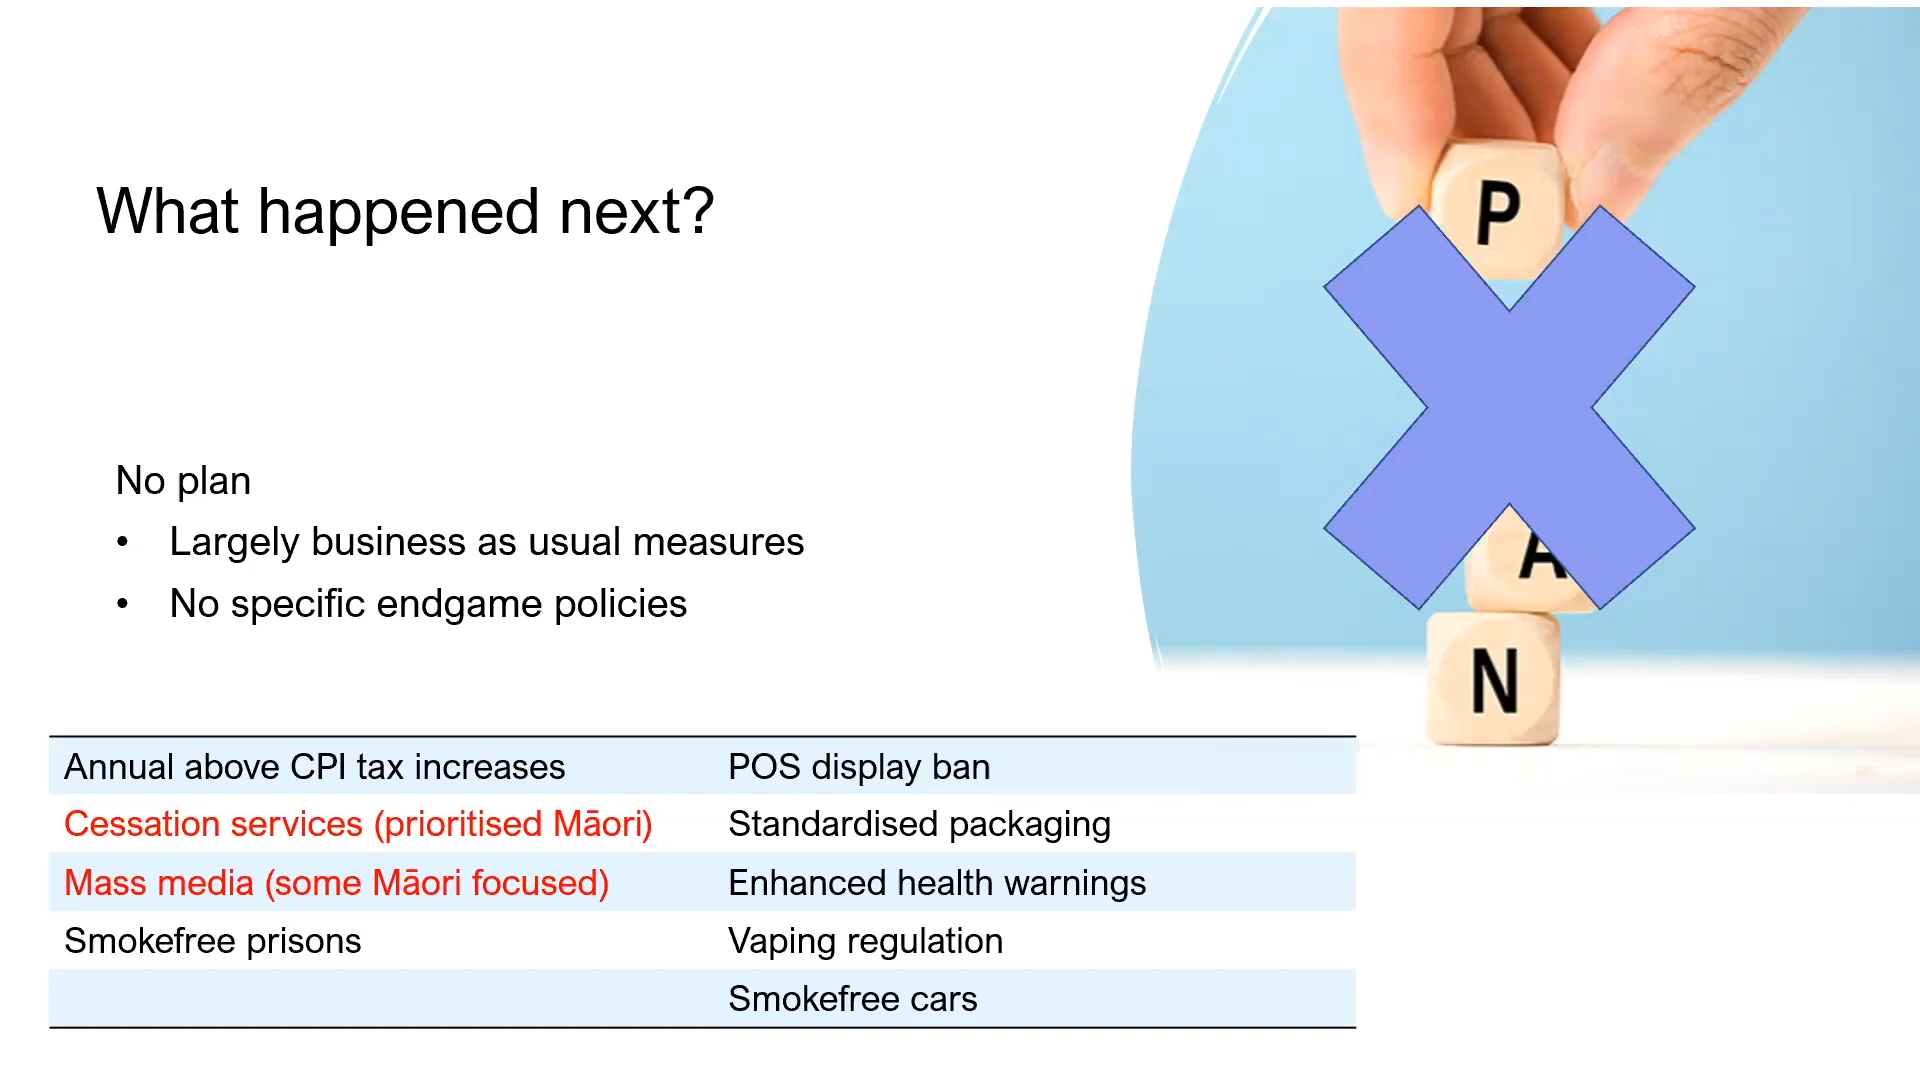 What happened next?
No plan
• Largely business as usual measures
• No specific endgame policies
P
A
N
Annual above CPI tax increases POS display ban
Cessation services (prioritised Māori) Standardised packaging
Mass media (some Māori focused) Enhanced health warnings
Smokefree prisons Vaping regulation
Smokefree cars